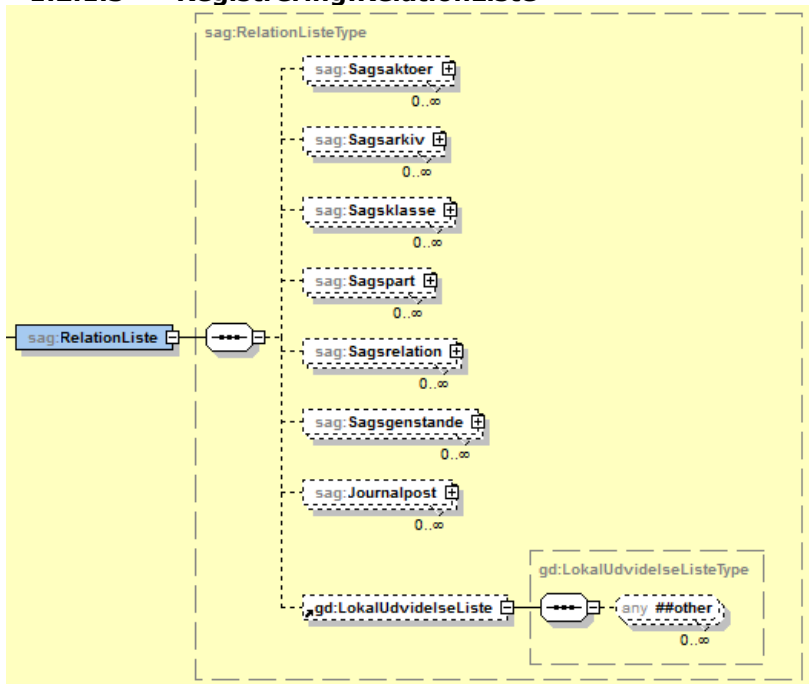 RegistreringRelationListe
sag:RelationListeType
sag:Sagsaktoer
0..∞
sag:Sagsarkiv
0..∞
sag:Sagsklasse
0..∞
sag:Sagspart
0..∞
sag:RelationListe
sag:Sagsrelation
0..∞
sag:Sagsgenstande
0..∞
sag:Journalpost
0..∞
gd:LokalUdvidelseListeType
gd:LokalUdvidelseListe
any ##other
0..∞